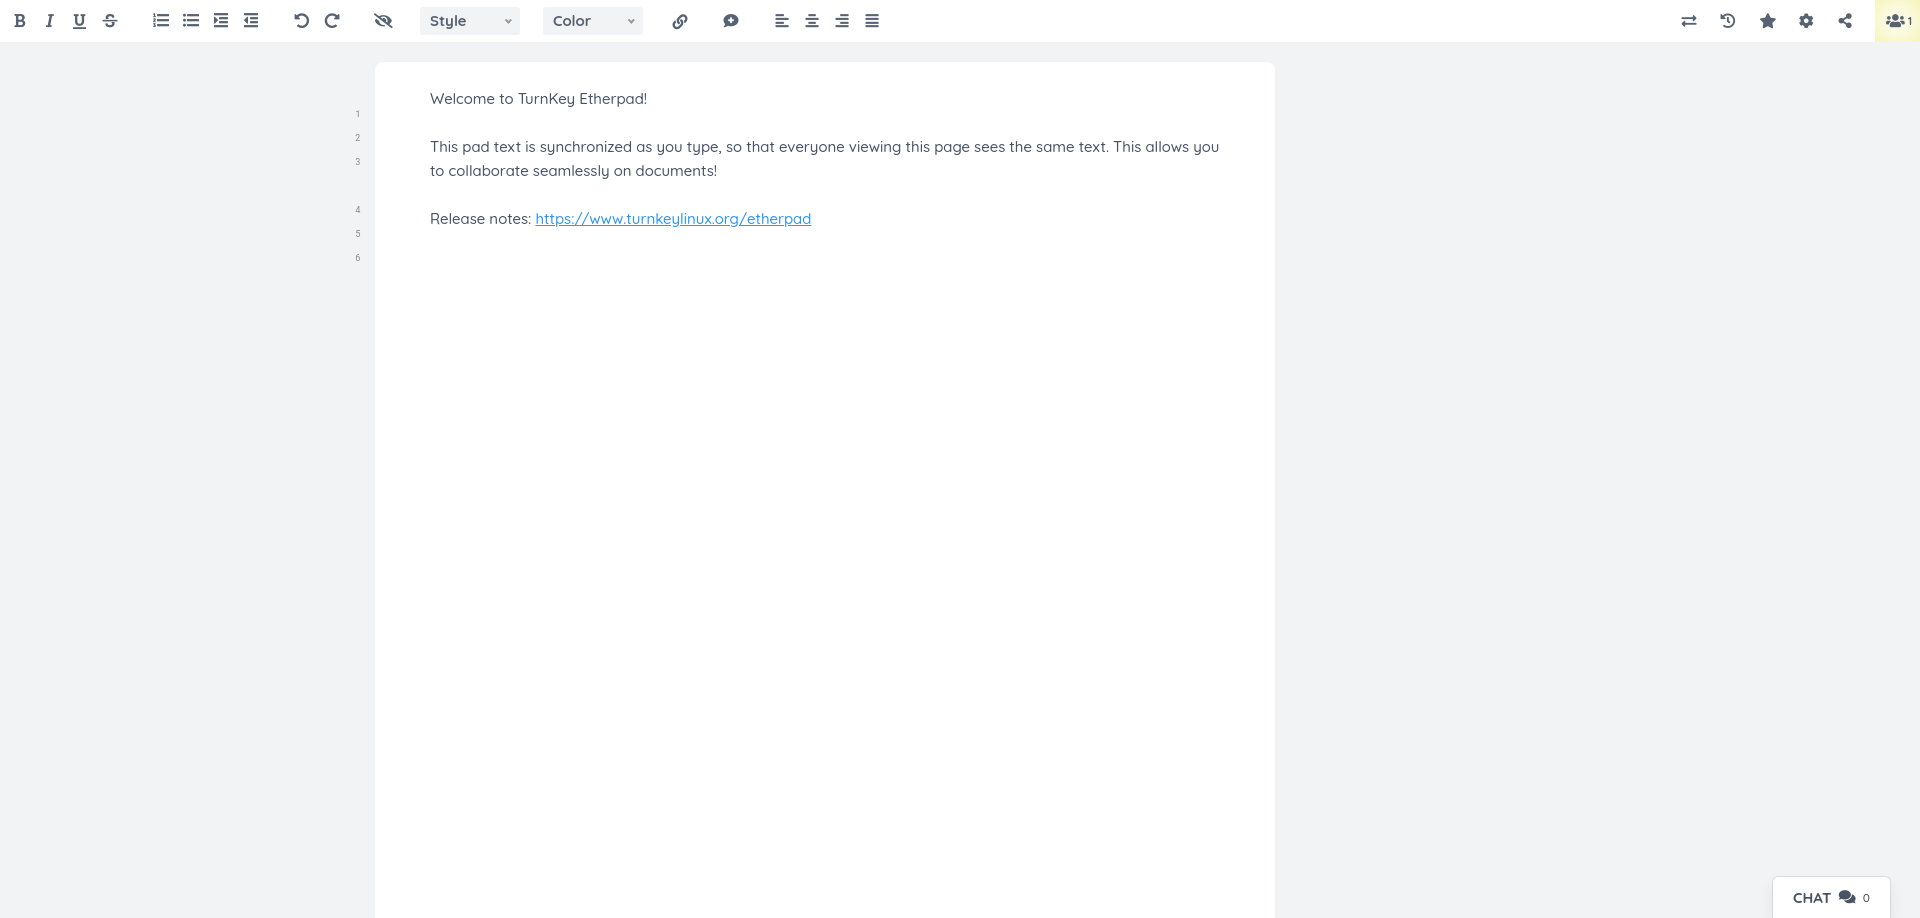 Style
Color
1
Welcome to TurnKey Etherpad!
1
2
This pad text is synchronized as you type, so that everyone viewing this page sees the same text. This allows you
3
to collaborate seamlessly on documents!
4
Release notes: https://www.turnkeylinux.org/etherpad
5
6
CHAT 0